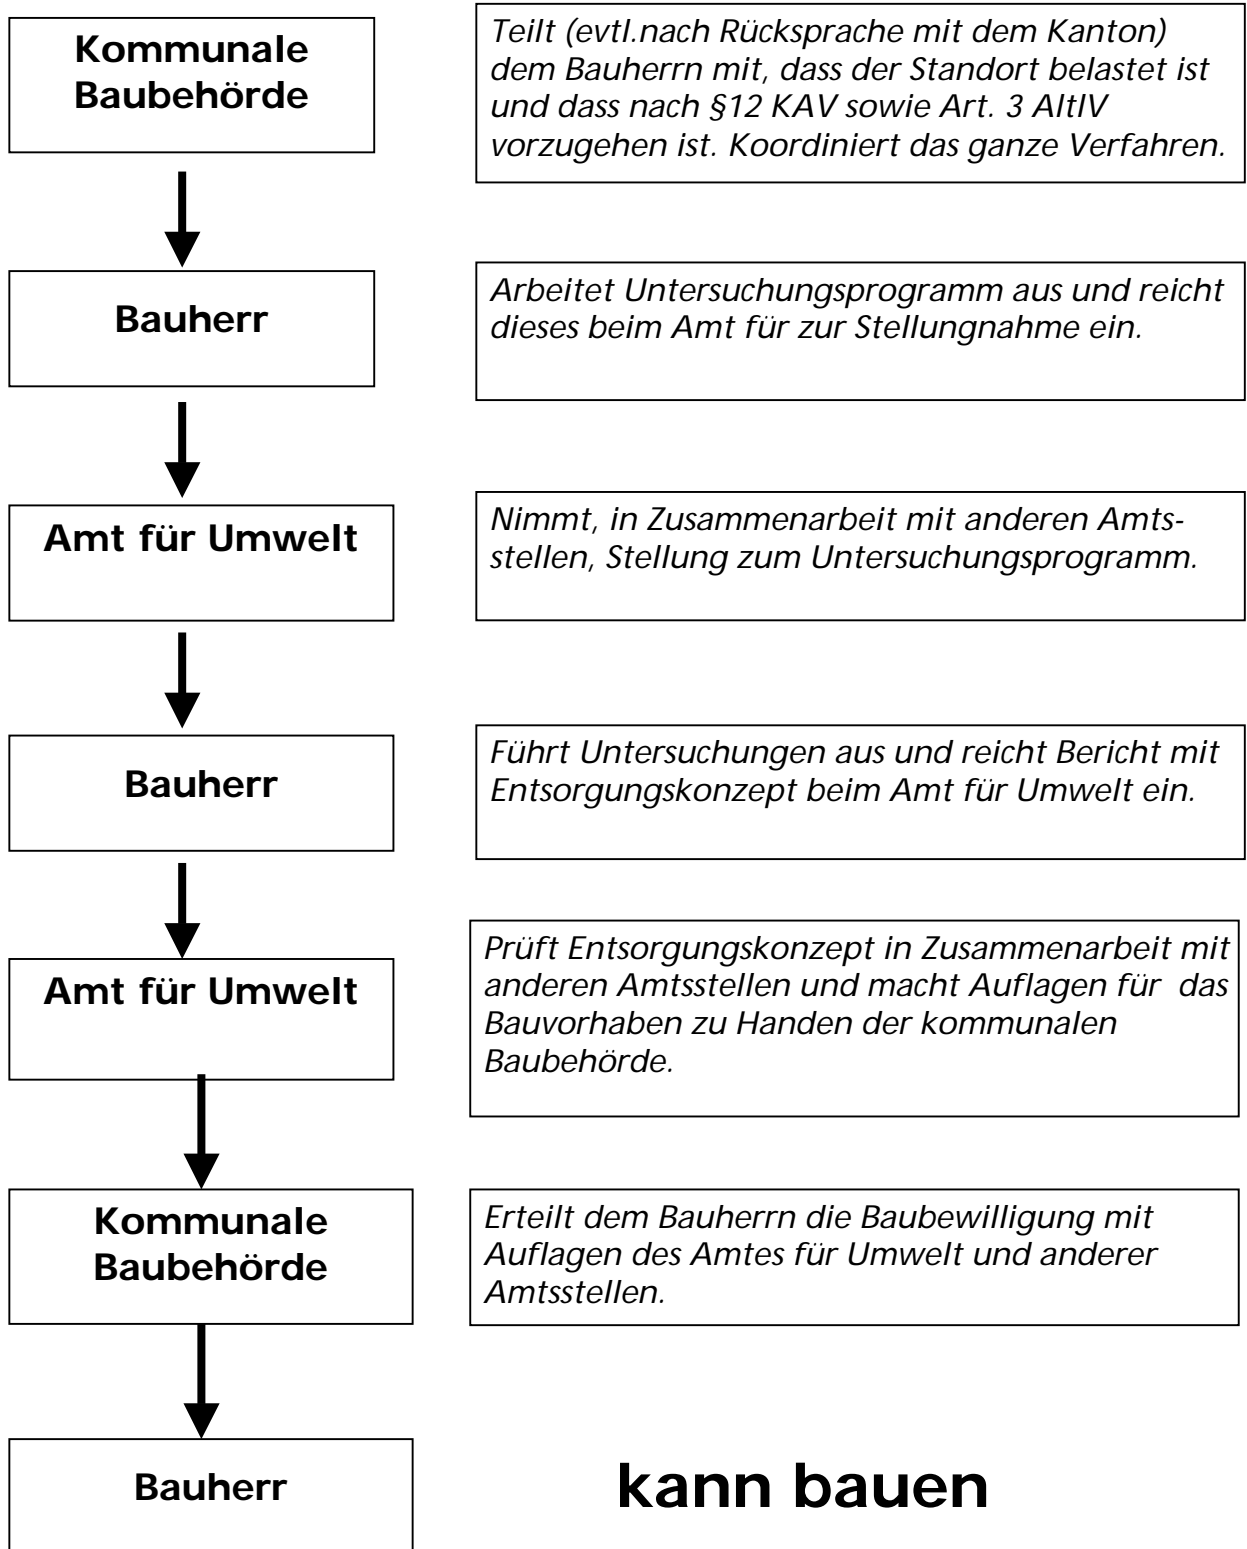 Kommunale
Baubehörde
Teilt (evtl.nach Rücksprache mit dem Kanton)
dem Bauherrn mit, dass der Standort belastet ist
und dass nach §12 KAV sowie Art. 3 AltlV
vorzugehen ist. Koordiniert das ganze Verfahren.
Bauherr
Arbeitet Untersuchungsprogramm aus und reicht
dieses beim Amt für zur Stellungnahme ein.
Amt für Umwelt
Nimmt, in Zusammenarbeit mit anderen Amts-
stellen, Stellung zum Untersuchungsprogramm.
Bauherr
Führt Untersuchungen aus und reicht Bericht mit
Entsorgungskonzept beim Amt für Umwelt ein.
Amt für Umwelt
Prüft Entsorgungskonzept in Zusammenarbeit mit
anderen Amtsstellen und macht Auflagen für das
Bauvorhaben zu Handen der kommunalen
Baubehörde.
Kommunale
Baubehörde
Erteilt dem Bauherrn die Baubewilligung mit
Auflagen des Amtes für Umwelt und anderer
Amtsstellen.
Bauherr
kann bauen